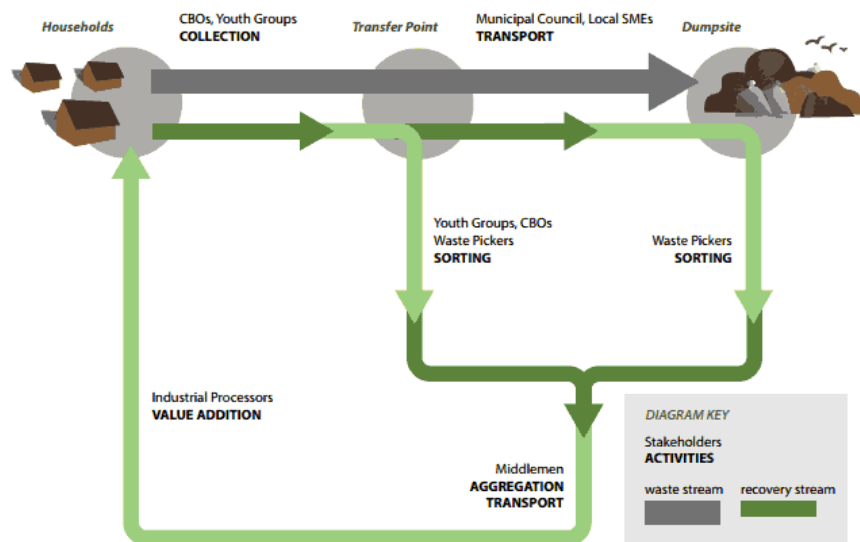 Households
CBOs, Youth Groups
COLLECTION
Transfer Point
Municipal Council, Local SMEs
TRANSPORT
Dumpsite
Youth Groups, CBOs
Waste Pickers
SORTING
Waste Pickers
SORTING
Industrial Processors
VALUE ADDITION
Middlemen
AGGREGATION
TRANSPORT
DIAGRAM KEY
Stakeholders
ACTIVITIES
waste stream
recovery stream